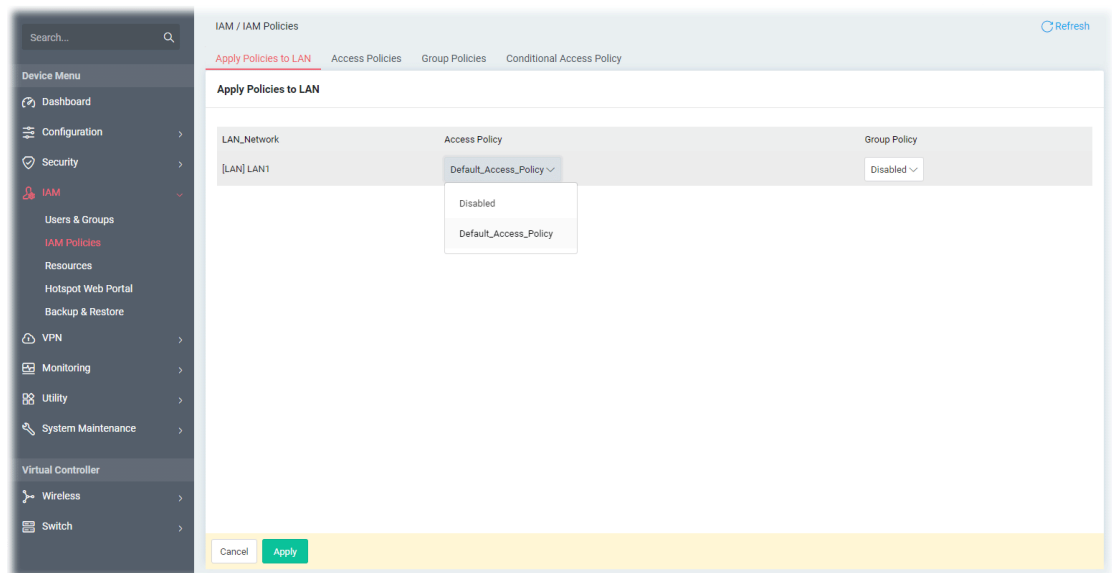 Search...
Device Menu
Dashboard
Configuration
Security
IAM
Users & Groups
IAM Policies
Resources
Hotspot Web Portal
Backup & Restore
VPN
Monitoring
Utility
System Maintenance
Virtual Controller
Wireless
Switch
IAM / IAM Policies
Refresh
Apply Policies to LAN Access Policies Group Policies Conditional Access Policy
Apply Policies to LAN
LAN_Network Access Policy Group Policy
[LAN] LAN1 Default_Access_Policy Disabled
Disabled
Default_Access_Policy
Cancel Apply